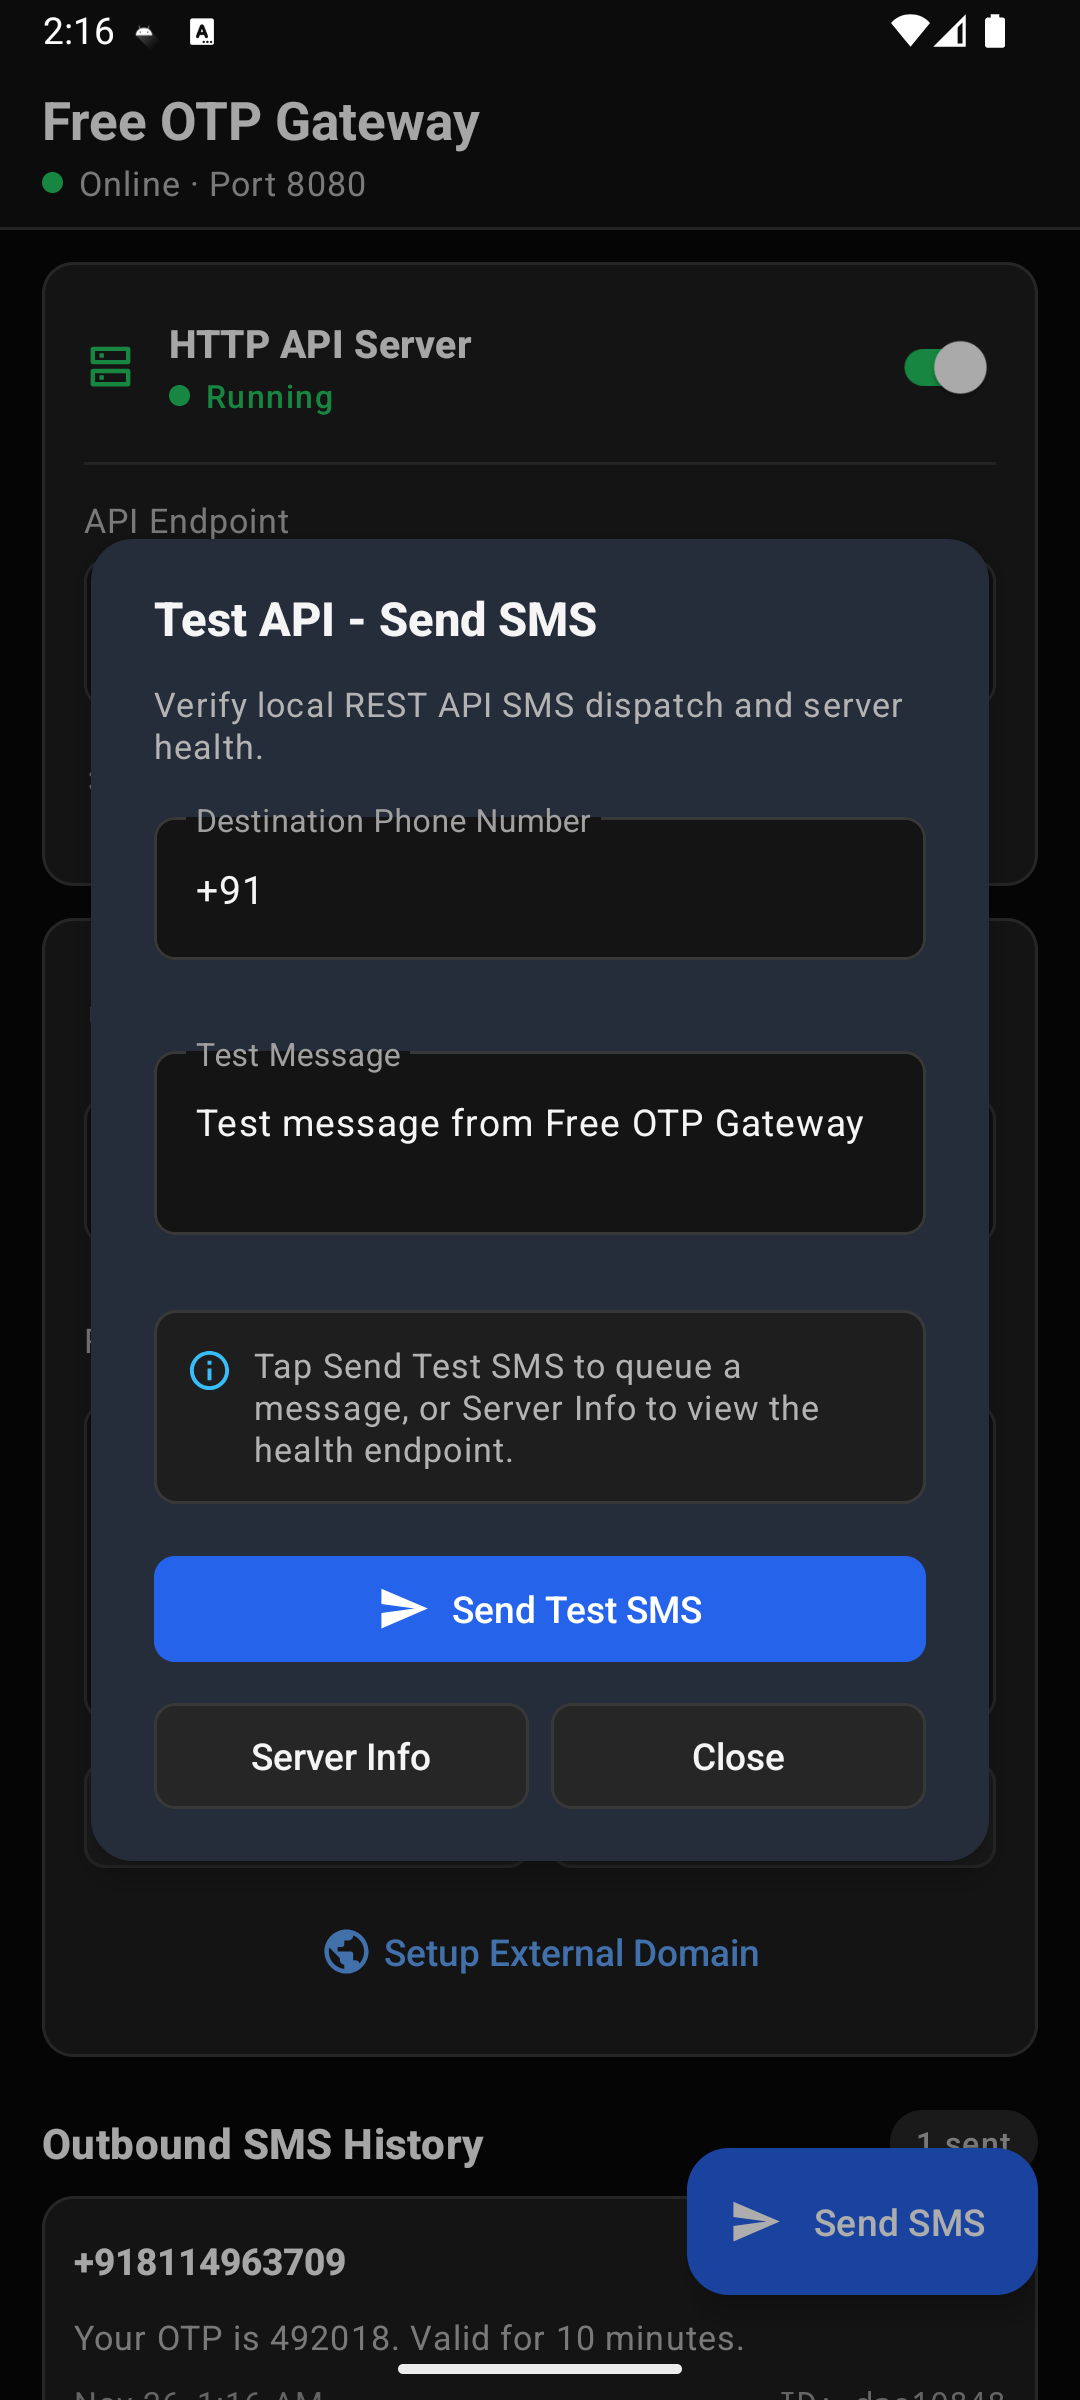 2:16
Free OTP Gateway
Online · Port 8080
HTTP API Server
Running
API Endpoint
Test API - Send SMS
Verify local REST API SMS dispatch and server
health.
Destination Phone Number
+91
Test Message
Test message from Free OTP Gateway
Tap Send Test SMS to queue a
message, or Server Info to view the
health endpoint.
Send Test SMS
Server Info
Close
Setup External Domain
Outbound SMS History
1 sent
Send SMS
+918114963709
Your OTP is 492018. Valid for 10 minutes.